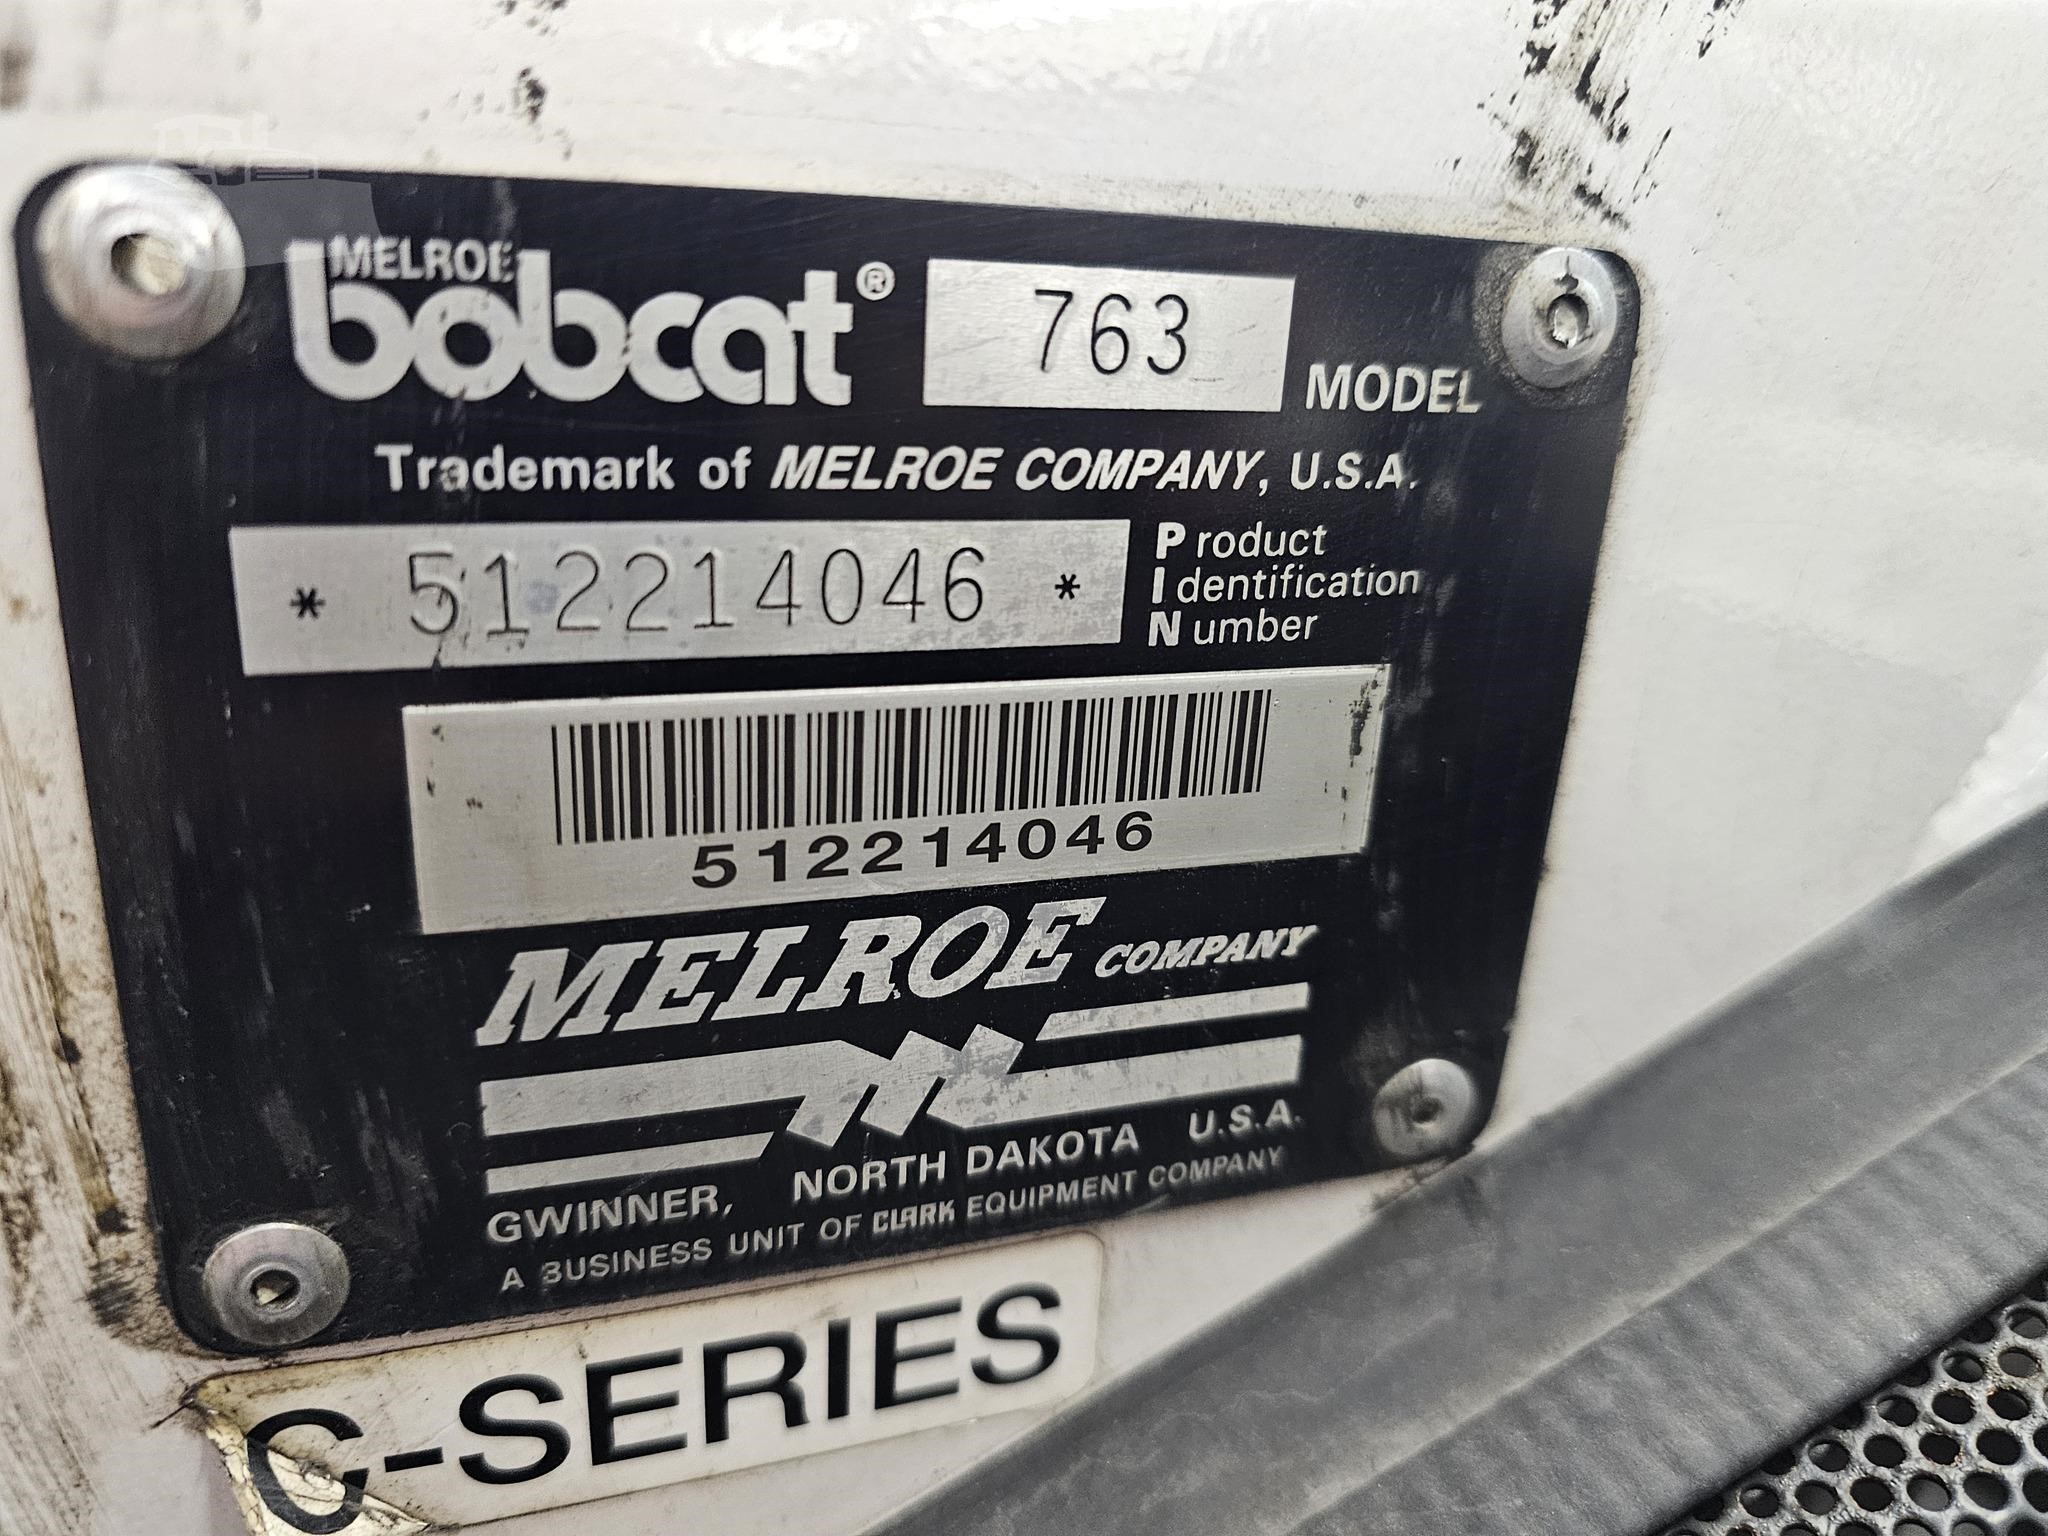 MELROE
bobcat® 763 MODEL
Trademark of MELROE COMPANY, U.S.A.
* 512214046 *
Product
Identification
Number
512214046
MELROE COMPANY
GWINNER, NORTH DAKOTA U.S.A.
A BUSINESS UNIT OF CLARK EQUIPMENT COMPANY
C-SERIES